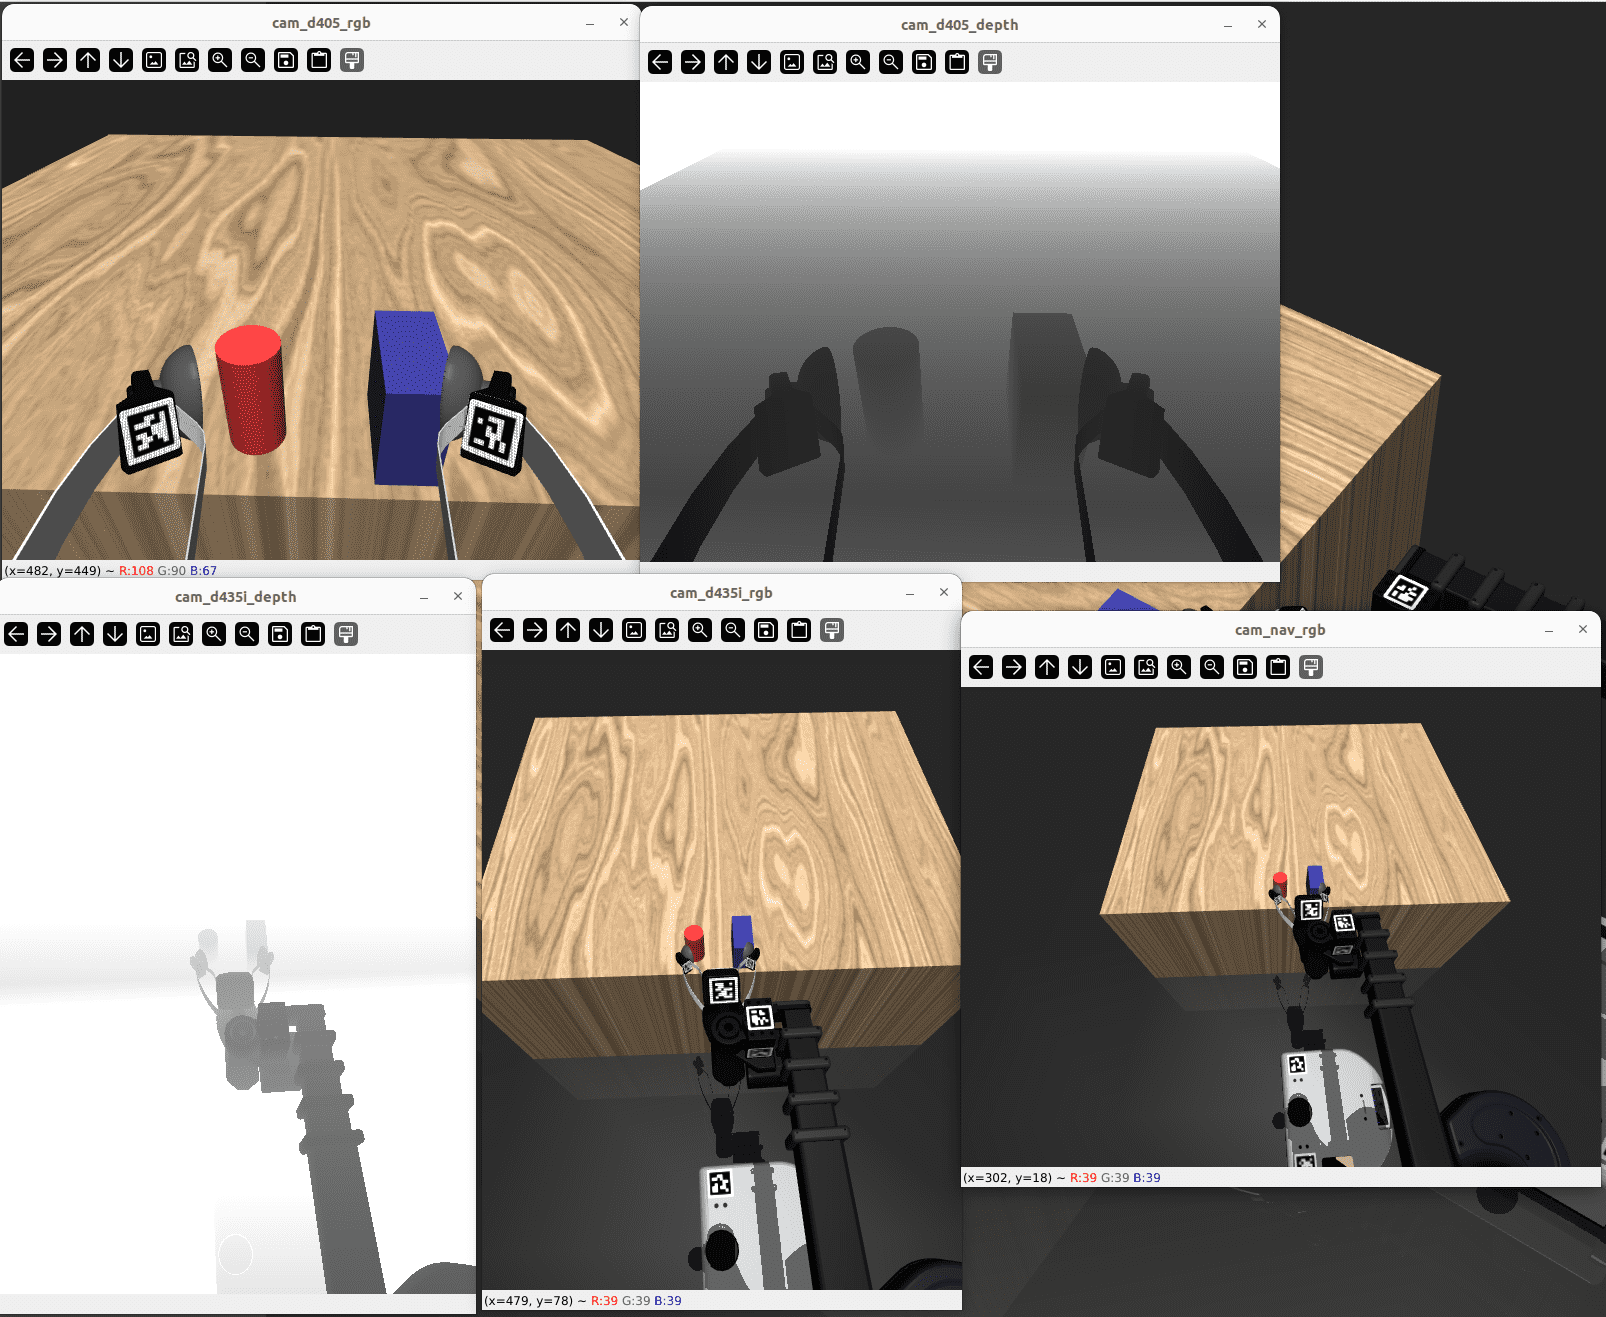 cam_d405_rgb
cam_d405_depth
(x=482, y=449) ~ R:108 G:90 B:67
cam_d435i_depth
cam_d435i_rgb
cam_nav_rgb
(x=302, y=18) ~ R:39 G:39 B:39
(x=479, y=78) ~ R:39 G:39 B:39